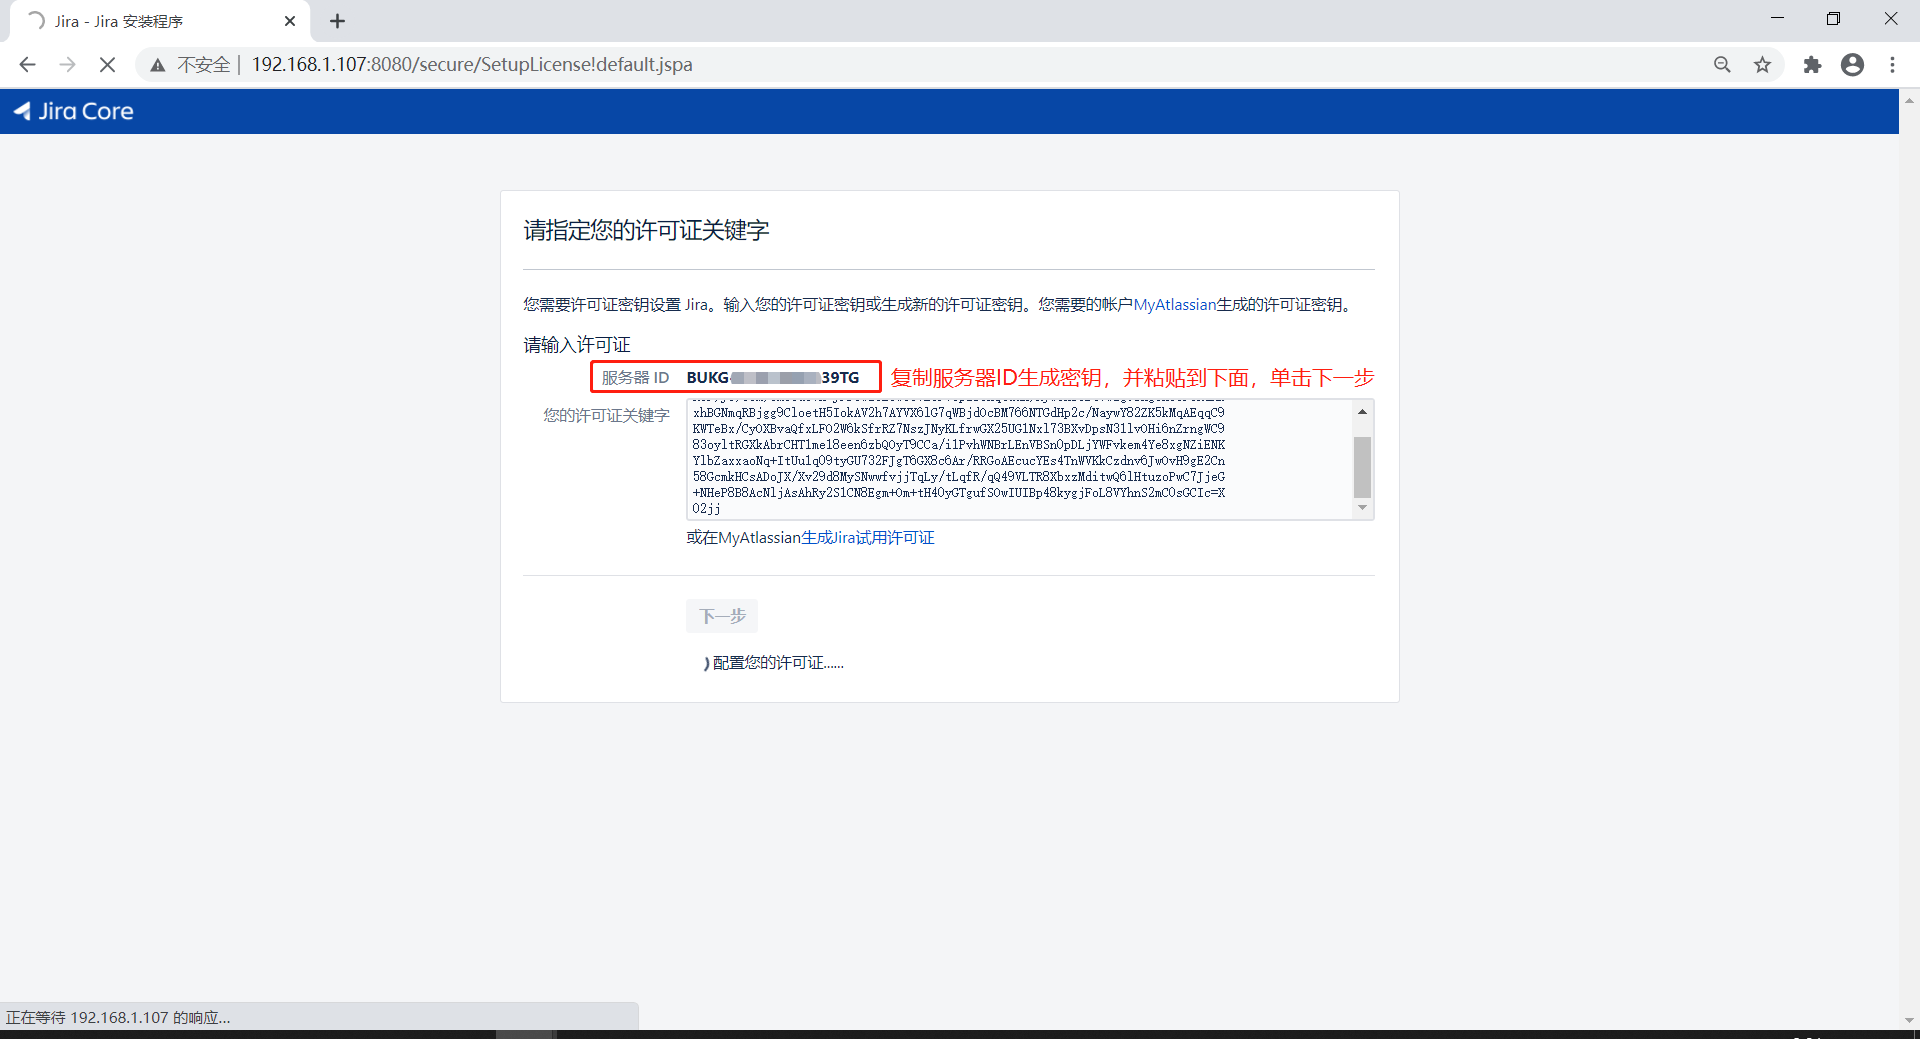 Jira - Jira 安装程序
不安全 | 192.168.1.107:8080/secure/SetupLicense!default.jspa
Jira Core
请指定您的许可证关键字
您需要许可证密钥设置 Jira。输入您的许可证密钥或生成新的许可证密钥。您需要的帐户MyAtlassian生成的许可证密钥。
请输入许可证
服务器 ID BUKG 39TG 复制服务器ID生成密钥，并粘贴到下面，单击下一步
您的许可证关键字
xhBGNmqRBjgg9CloetH5IokAV2h7AYVX6lG7qWBjdOcBM766NTGdHp2c/NaywY82ZK5kMqAEqqC9
KWTeBx/CyOXBvaQfxLFO2W6kSfrRZ7NszJNyKLfrwGX25UG1Nxl73BXvDpsN31lvOHi6nZrngWC9
83oyltRGXkAbrCHT1me18een6zbQOyT9CCa/i1PvhWNBrLEnVBSnOpDLjYWFvkem4Ye8xgNZiENK
YlbZaxxaoNq+ItUulqO9tyGU732FJgT6GX8c6Ar/RRGoAEcucYEs4TnWVKkCzdnv6JwOvH9gE2Cn
58GcmkHCsADoJX/Xv29d8MySNwwfvjjTqLy/tLqfR/qQ49VLTR8XbxzMditwQ6lHtuzoPwC7JjeG
+NHeP8B8AcNljAsAhRy2S1CN8Egm+Om+tH4OyGTgufSOwIUIBp48kygjFoL8VYhnS2mCOsGCIc=X
O2jj
或在MyAtlassian生成Jira试用许可证
下一步
配置您的许可证......
正在等待 192.168.1.107 的响应...